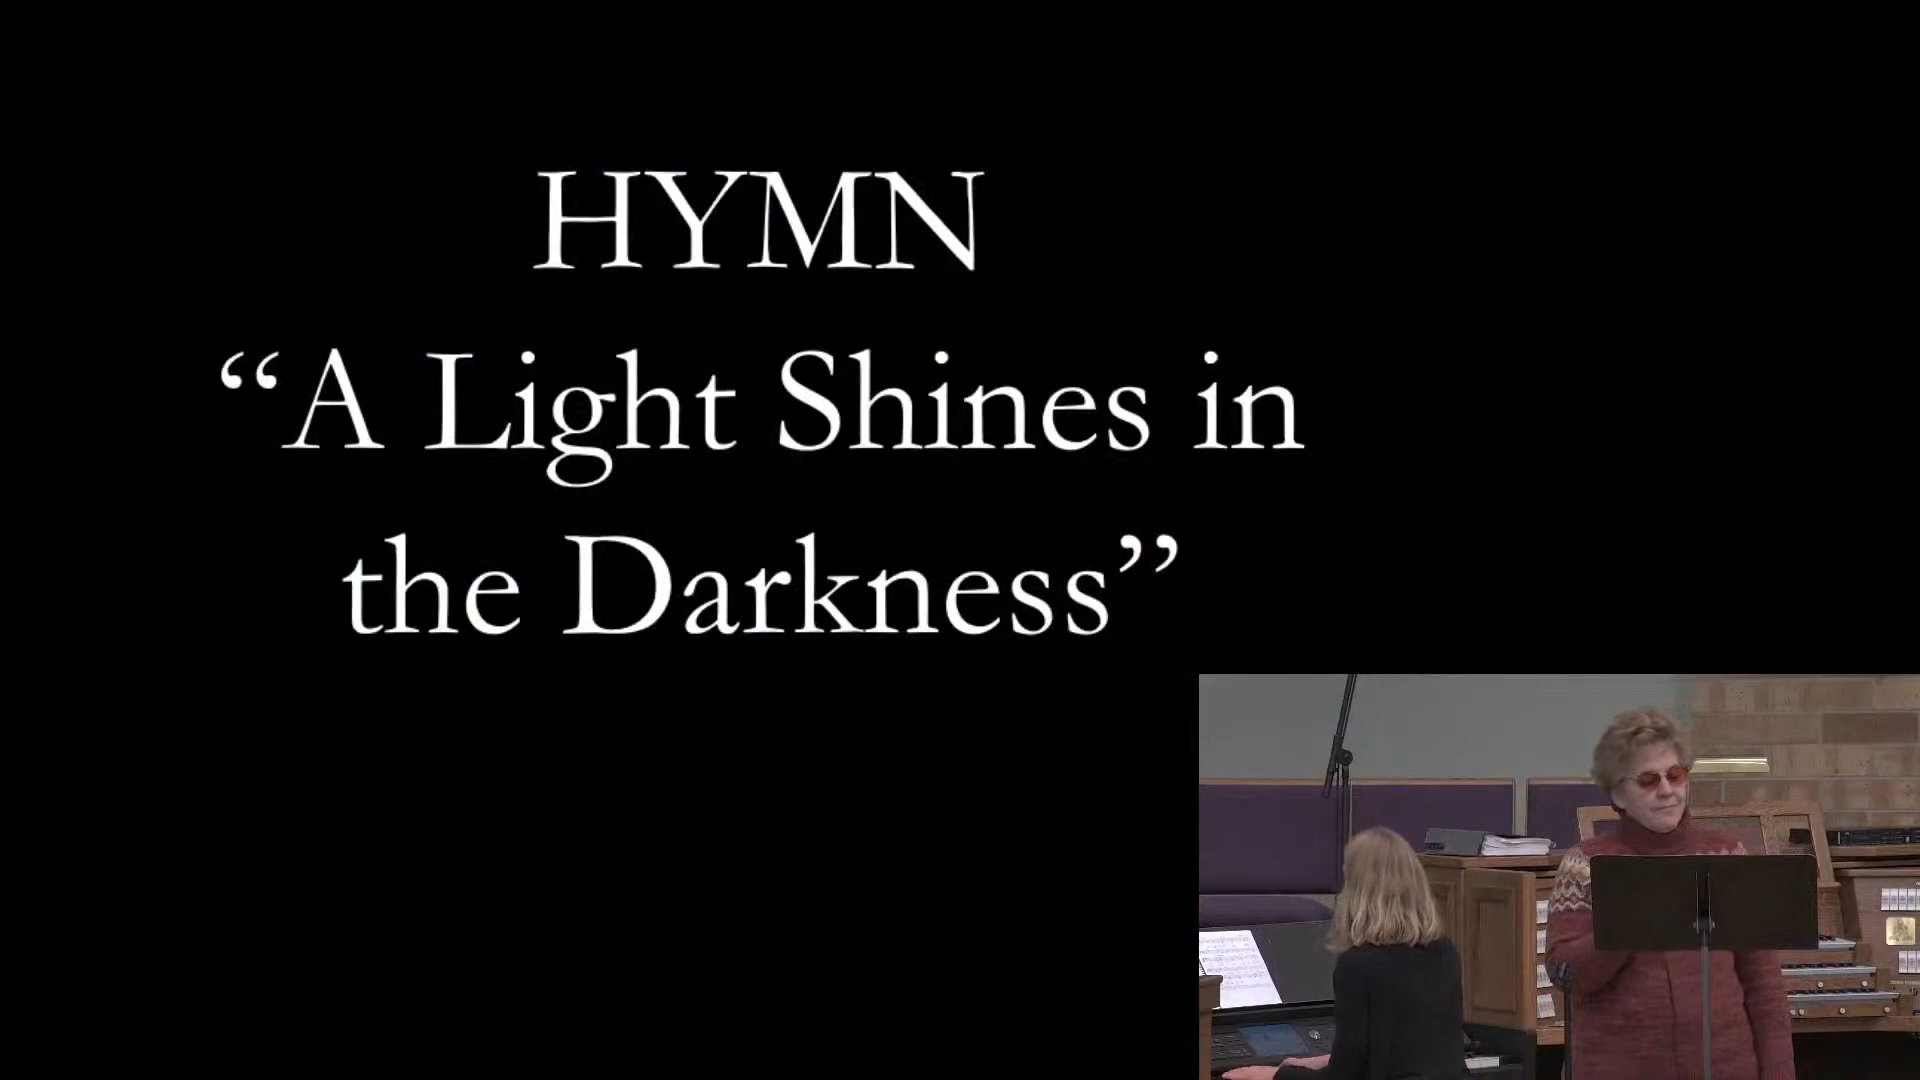 HYMN
“A Light Shines in
the Darkness”